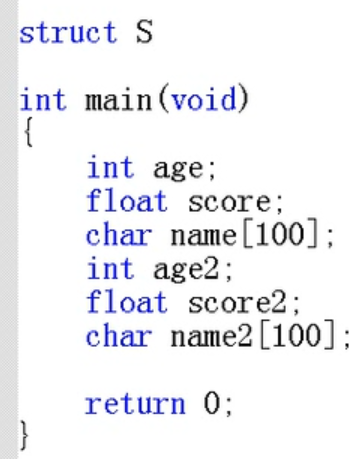 struct S
int main(void)
{
int age;
float score;
char name[100];
int age2;
float score2;
char name2[100];
return 0;
}